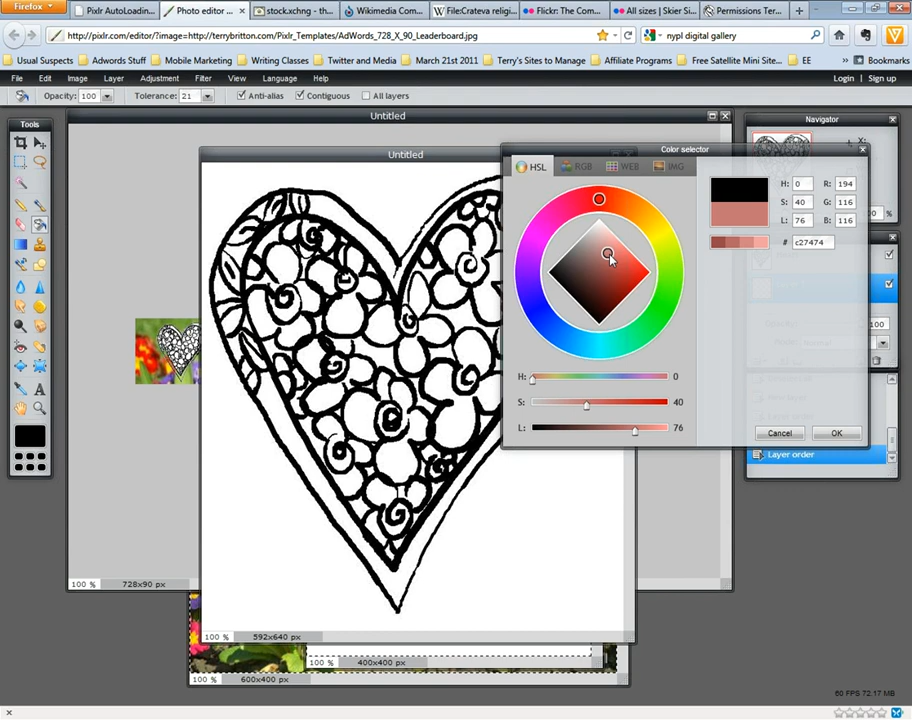 Firefox
Pixlr AutoLoadin...
Photo editor ...
stock.xchng - th...
Wikimedia Com...
File:Crateva religi...
Flickr: The Com...
All sizes | Skier Si...
Permissions Ter...
http://pixlr.com/editor/?image=http://terrybritton.com/Pixlr_Templates/AdWords_728_X_90_Leaderboard.jpg
nypl digital gallery
Usual Suspects
Adwords Stuff
Mobile Marketing
Writing Classes
Twitter and Media
March 21st 2011
Terry's Sites to Manage
Affiliate Programs
Free Satellite Mini Sit...
EE
»
Bookmarks
File Edit Image Layer Adjustment Filter View Language Help
Login | Sign up
Opacity: 100 Tolerance: 21 Anti-alias Contiguous All layers
Tools
Untitled
Navigator
Untitled
Color selector
X:
HSL RGB WEB IMG
H: 0 R: 194
S: 40 G: 116
L: 76 B: 116
# c27474
%
100
H: 0
S: 40
L: 76
Cancel OK
Layer order
100 % 728x90 px
100 % 592x640 px
100 % 400x400 px
100 % 600x400 px
60 FPS 72.17 MB